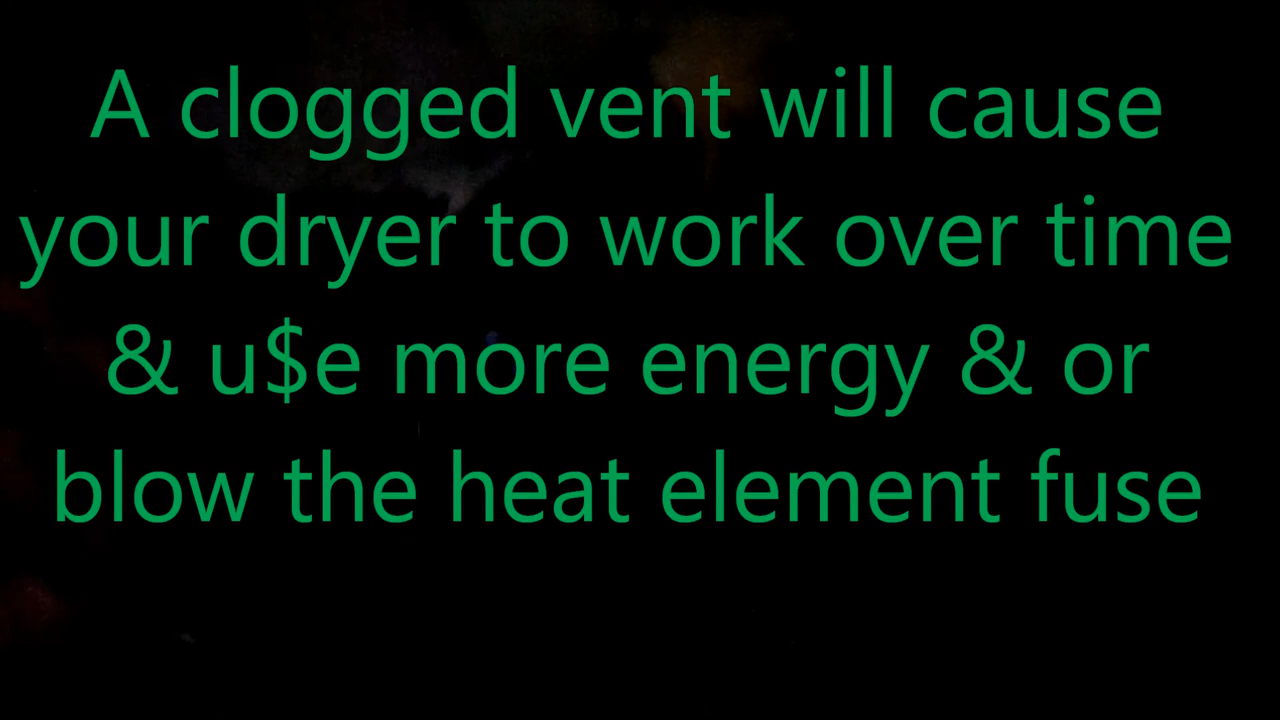 A clogged vent will cause
your dryer to work over time
& u$e more energy & or
blow the heat element fuse